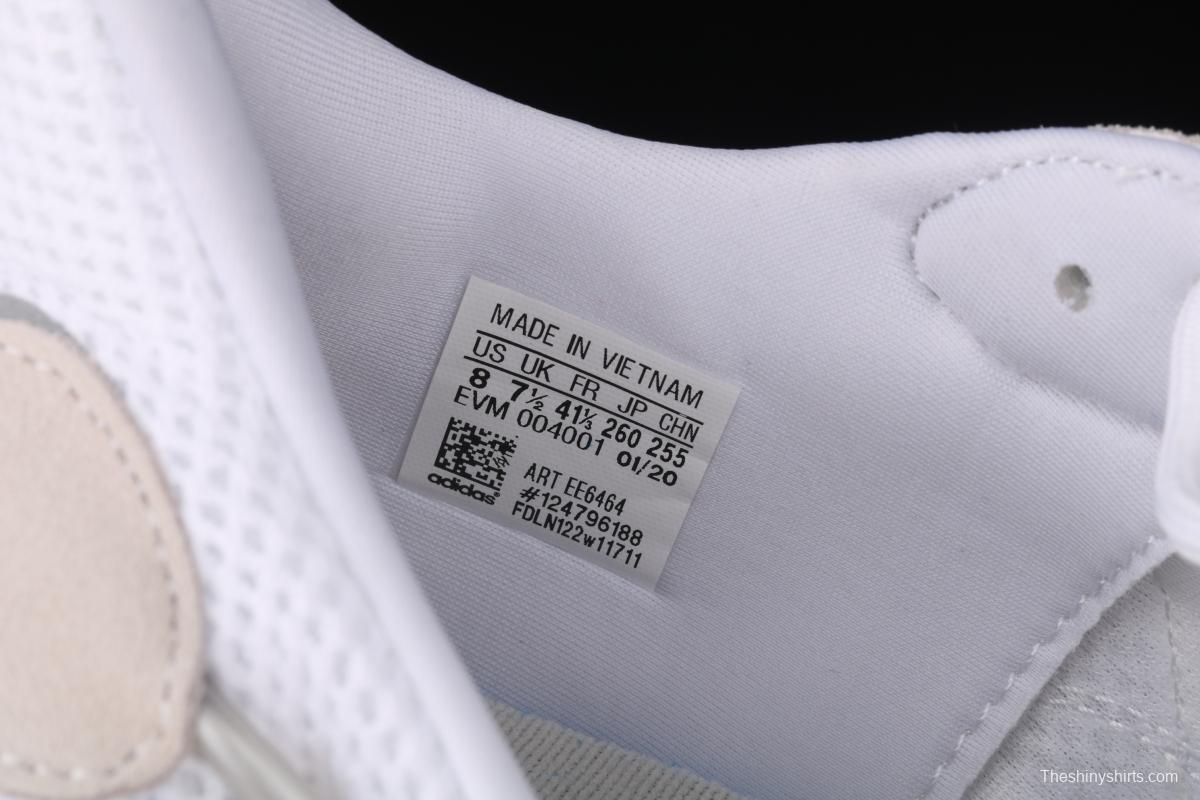 MADE IN VIETNAM
US UK FR JP CHN
8 7½ 41⅓ 260 255
EVM 004001 01/20
ART EE6464
#124796188
FDLN122w11711
adidas®
Theshinyshirts.com